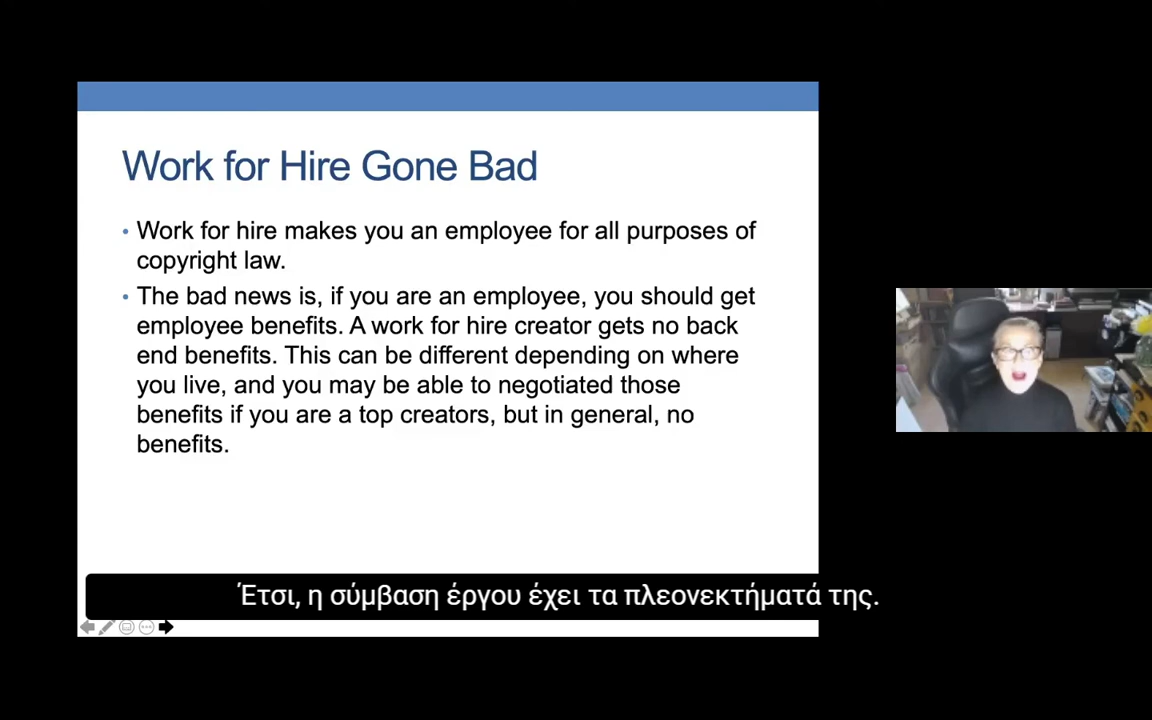 Work for Hire Gone Bad
• Work for hire makes you an employee for all purposes of
copyright law.
• The bad news is, if you are an employee, you should get
employee benefits. A work for hire creator gets no back
end benefits. This can be different depending on where
you live, and you may be able to negotiated those
benefits if you are a top creators, but in general, no
benefits.
Έτσι, η σύμβαση έργου έχει τα πλεονεκτήματά της.